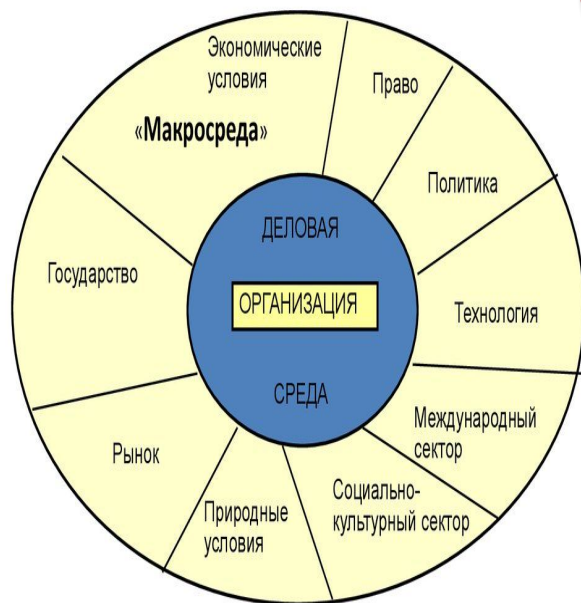 Экономические
условия
Право
«Макросреда»
Политика
ДЕЛОВАЯ
Государство
ОРГАНИЗАЦИЯ
Технология
СРЕДА
Международный
сектор
Рынок
Социально-
культурный сектор
Природные
условия